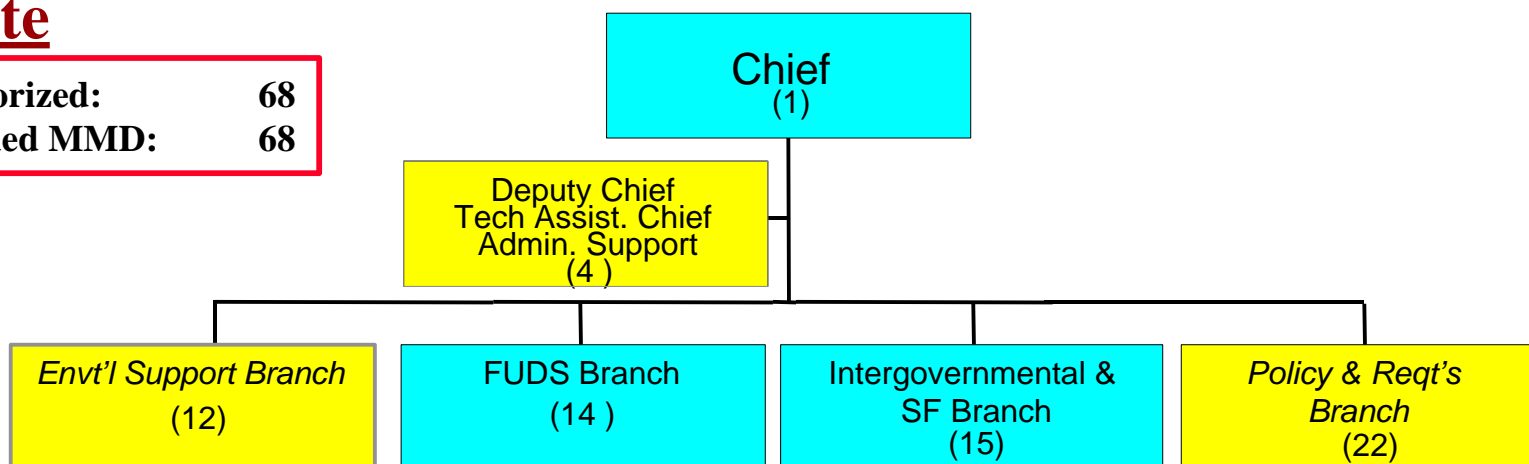 te
orized: 68
ed MMD: 68
Chief
(1)
Deputy Chief
Tech Assist. Chief
Admin. Support
(4 )
Envt'l Support Branch
(12)
FUDS Branch
(14 )
Intergovernmental &
SF Branch
(15)
Policy & Reqt's
Branch
(22)